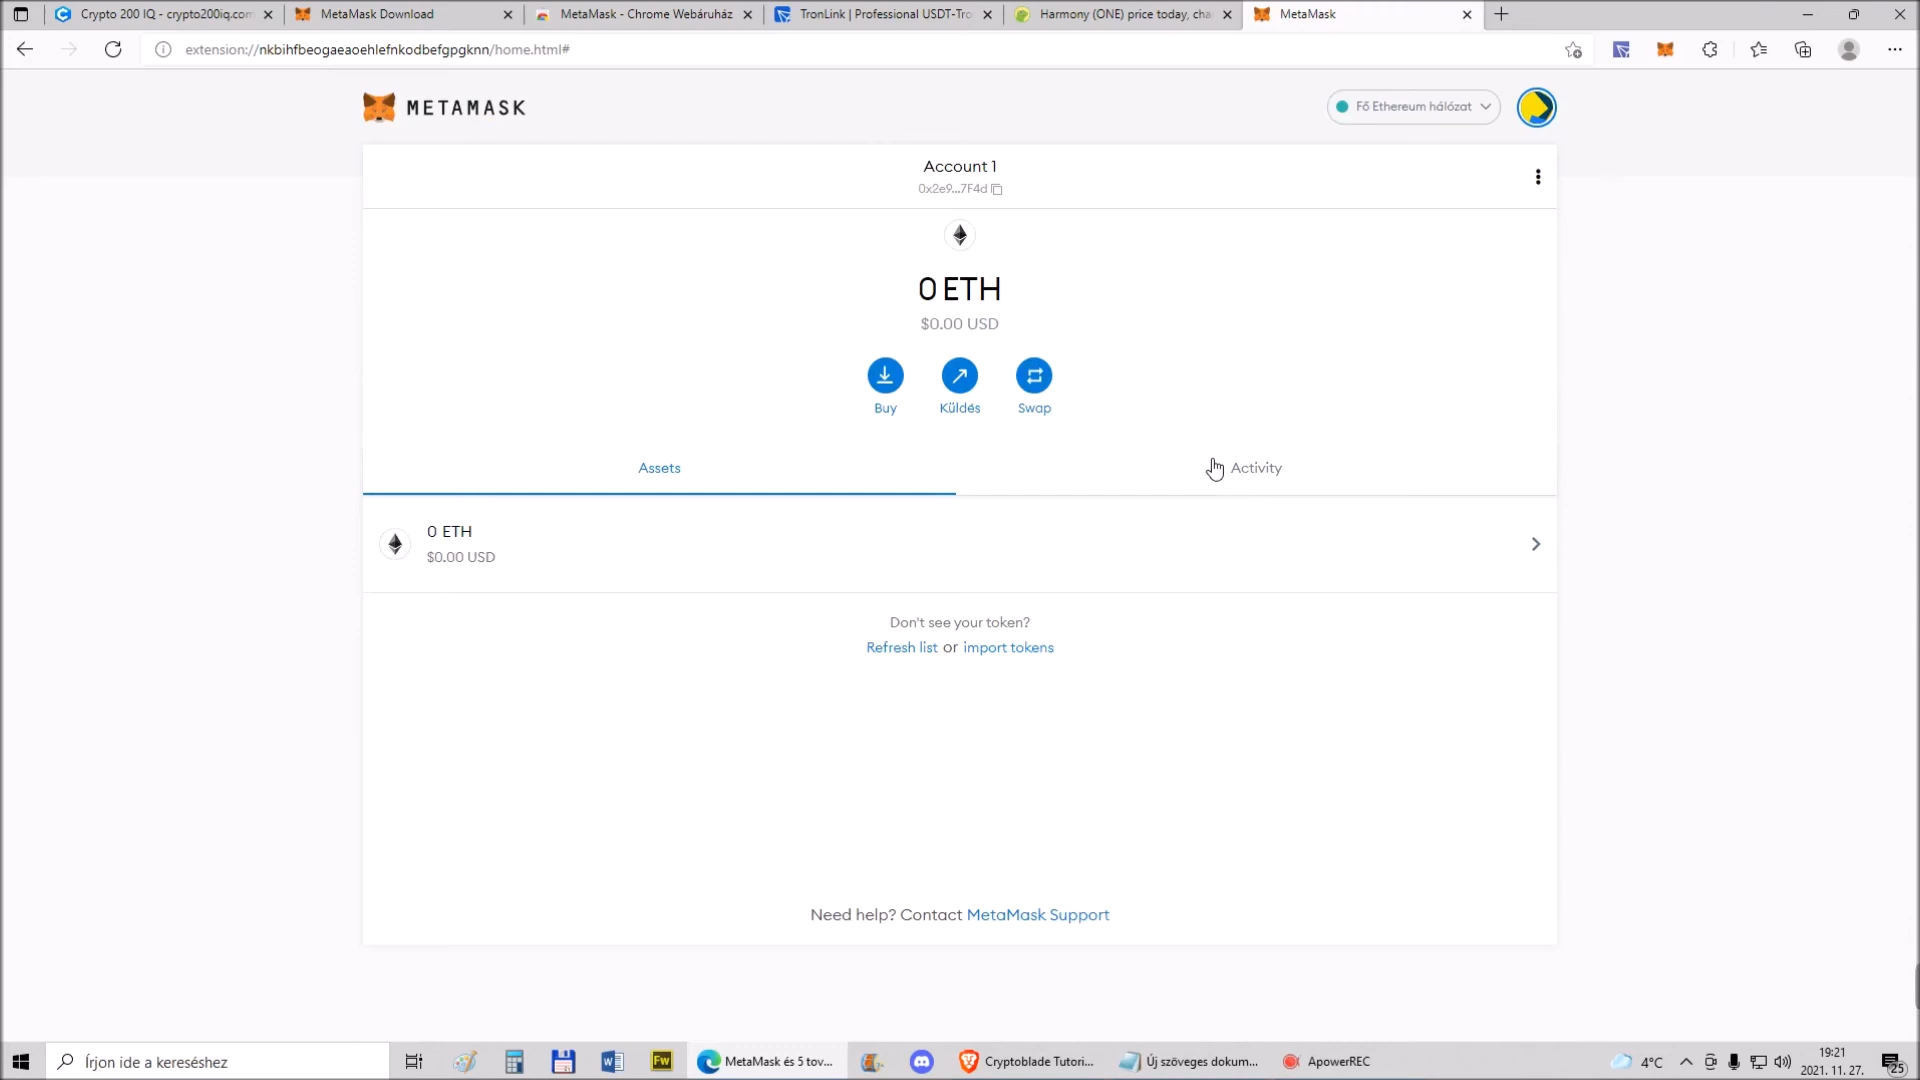 Crypto 200 IQ - crypto200iq.com
MetaMask Download
MetaMask - Chrome Webáruház
TronLink | Professional USDT-Tro
Harmony (ONE) price today, cha
MetaMask
extension://nkbihfbeogaeaoehlefnkodbefgpgknn/home.html#
METAMASK
Fő Ethereum hálózat
Account 1
0x2e9...7F4d
0 ETH
$0.00 USD
Buy
Küldés
Swap
Assets
Activity
0 ETH
$0.00 USD
Don't see your token?
Refresh list or import tokens
Need help? Contact MetaMask Support
Írjon ide a kereséshez
Fw
MetaMask és 5 tov...
Cryptoblade Tutori...
Új szöveges dokum...
ApowerREC
4°C
19:21
2021. 11. 27.
25